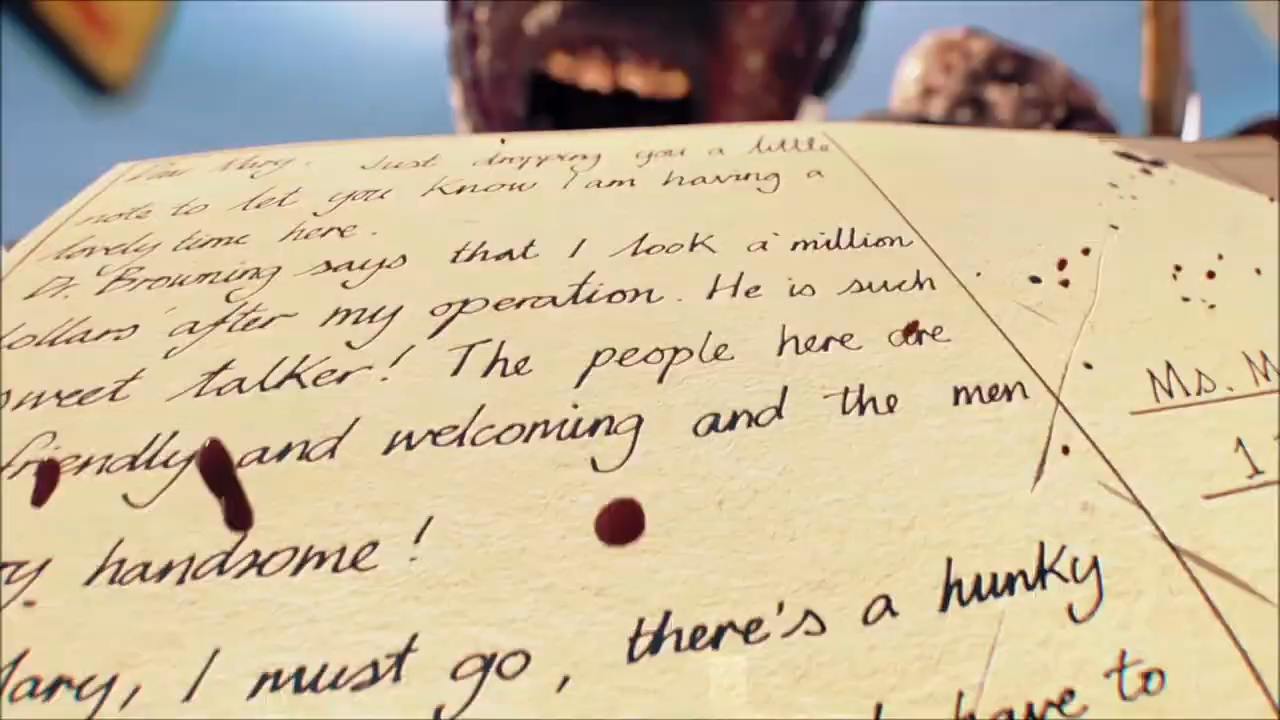 Dear Mary. Just dropping you a little
note to let you know I am having a
lovely time here.
Dr. Browning says that I look a million
dollars after my operation. He is such
sweet talker! The people here are
friendly and welcoming and the men
handsome!
Mary, I must go, there's a hunky
have to
Ms. M
1